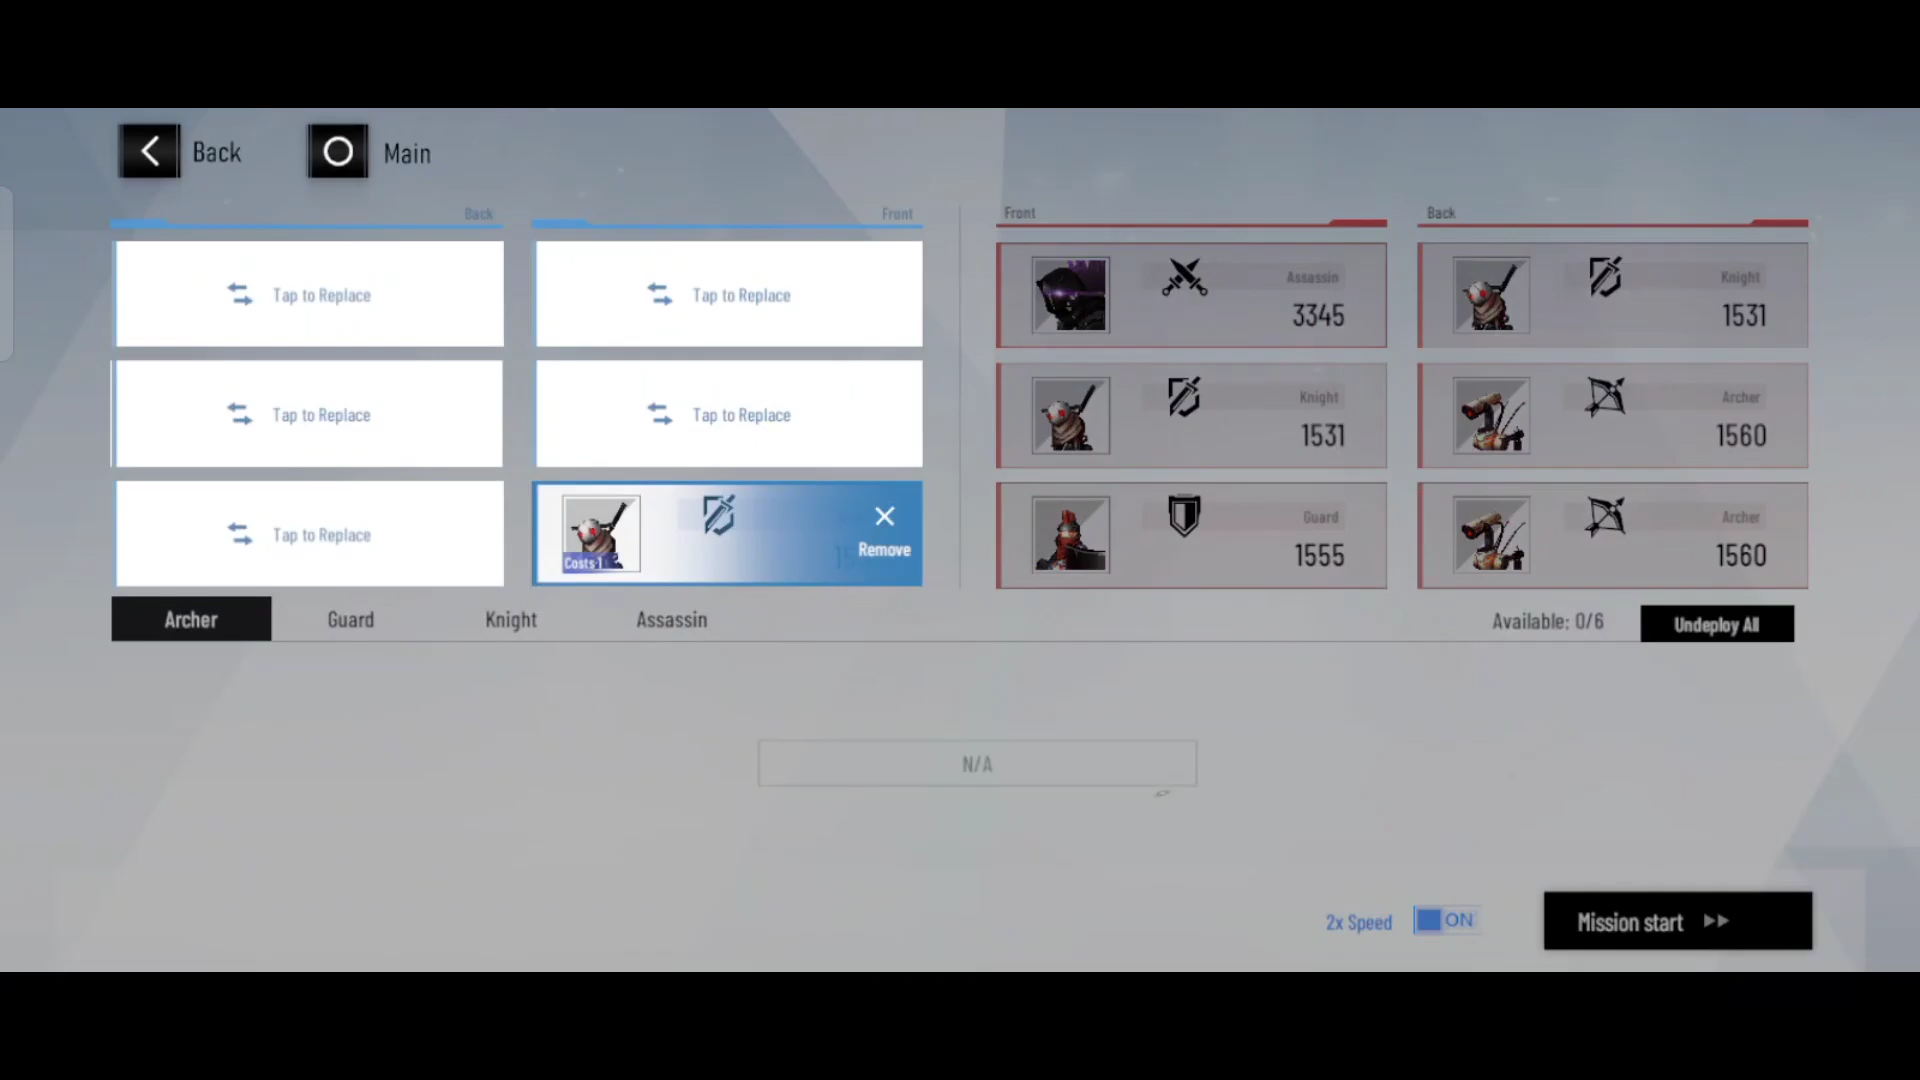 Back
Main
Back
Front
Front
Back
Tap to Replace
Tap to Replace
Assassin
3345
Knight
1531
Tap to Replace
Tap to Replace
Knight
1531
Archer
1560
Tap to Replace
Costs 1
Remove
Guard
1555
Archer
1560
Archer
Guard
Knight
Assassin
Available: 0/6
Undeploy All
N/A
2x Speed
ON
Mission start